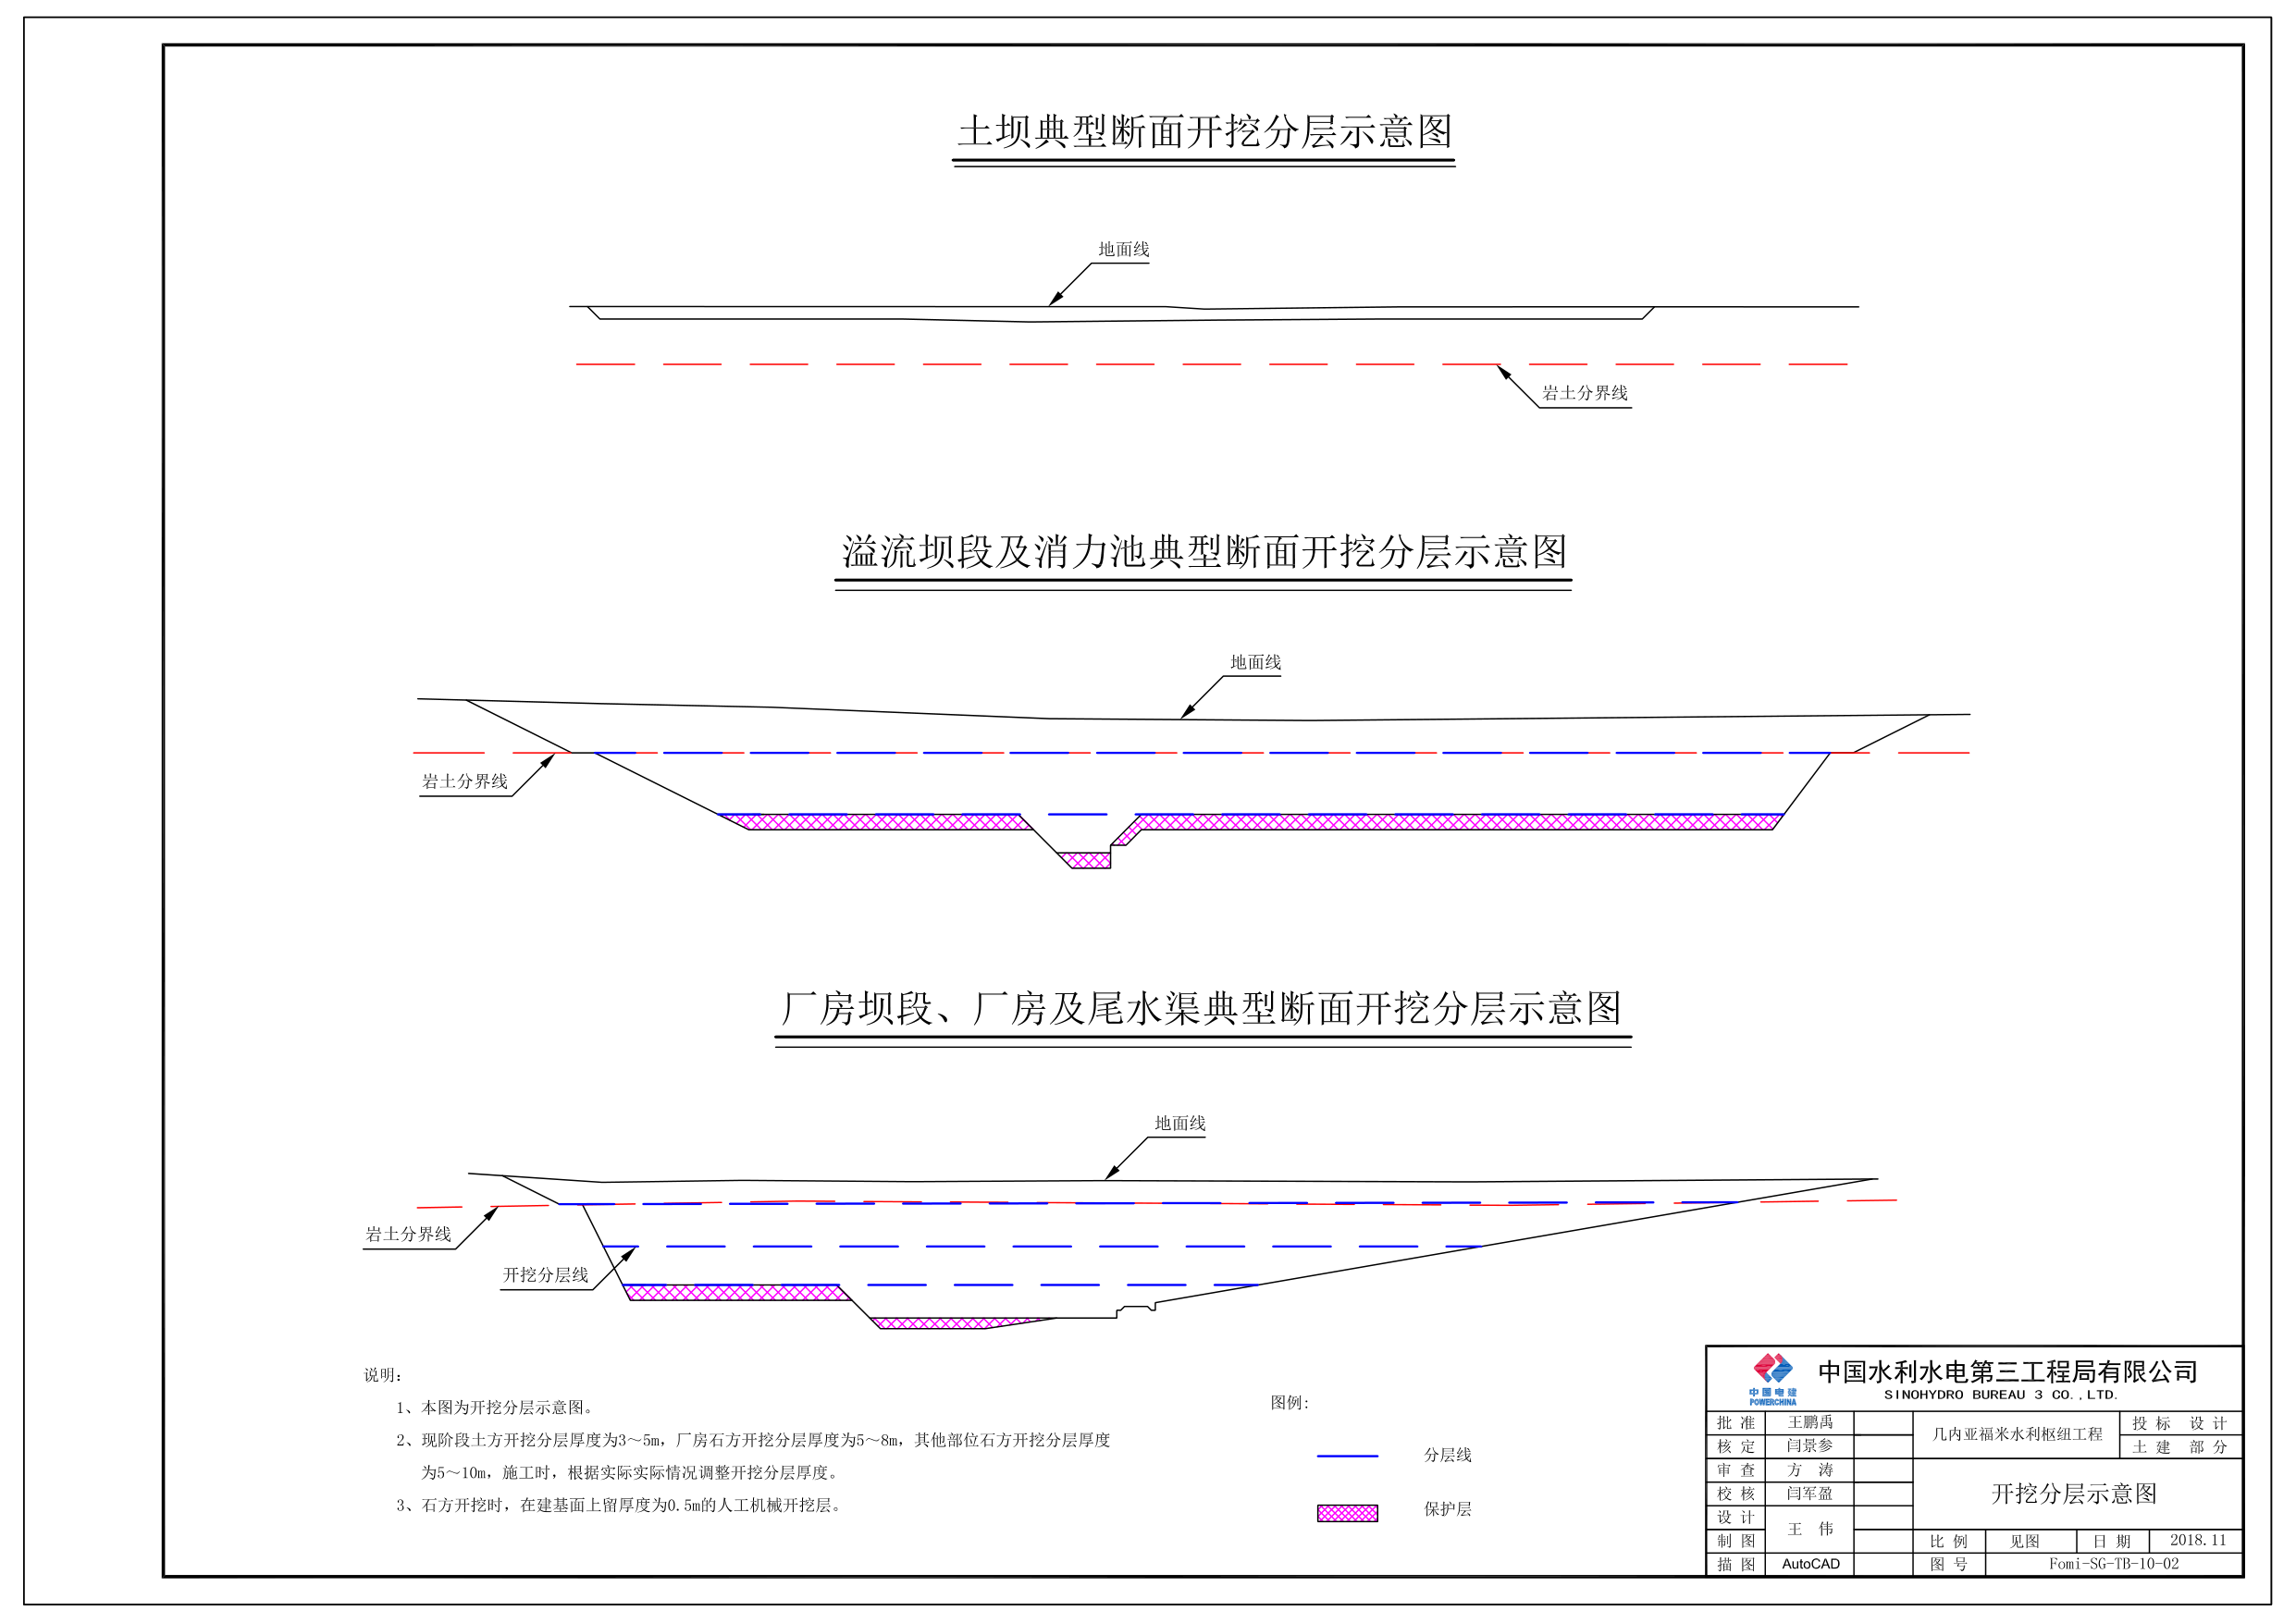 土坝典型断面开挖分层示意图
地面线
岩土分界线
溢流坝段及消力池典型断面开挖分层示意图
地面线
岩土分界线
厂房坝段、厂房及尾水渠典型断面开挖分层示意图
地面线
岩土分界线
开挖分层线
说明:
1、本图为开挖分层示意图。
2、现阶段土方开挖分层厚度为3~5m，厂房石方开挖分层厚度为5~8m，其他部位石方开挖分层厚度
为5~10m，施工时，根据实际实际情况调整开挖分层厚度。
3、石方开挖时，在建基面上留厚度为0.5m的人工机械开挖层。
图例:
分层线
保护层
中国电建
POWERCHINA
中国水利水电第三工程局有限公司
SINOHYDRO BUREAU 3 CO.,LTD.
批 准 王鹏禹 几内亚福米水利枢纽工程 投 标 设 计
核 定 闫景参 土 建 部 分
审 查 方 涛
校 核 闫军盈 开挖分层示意图
设 计 王 伟
制 图 比 例 见图 日 期 2018.11
描 图 AutoCAD 图 号 Fomi-SG-TB-10-02